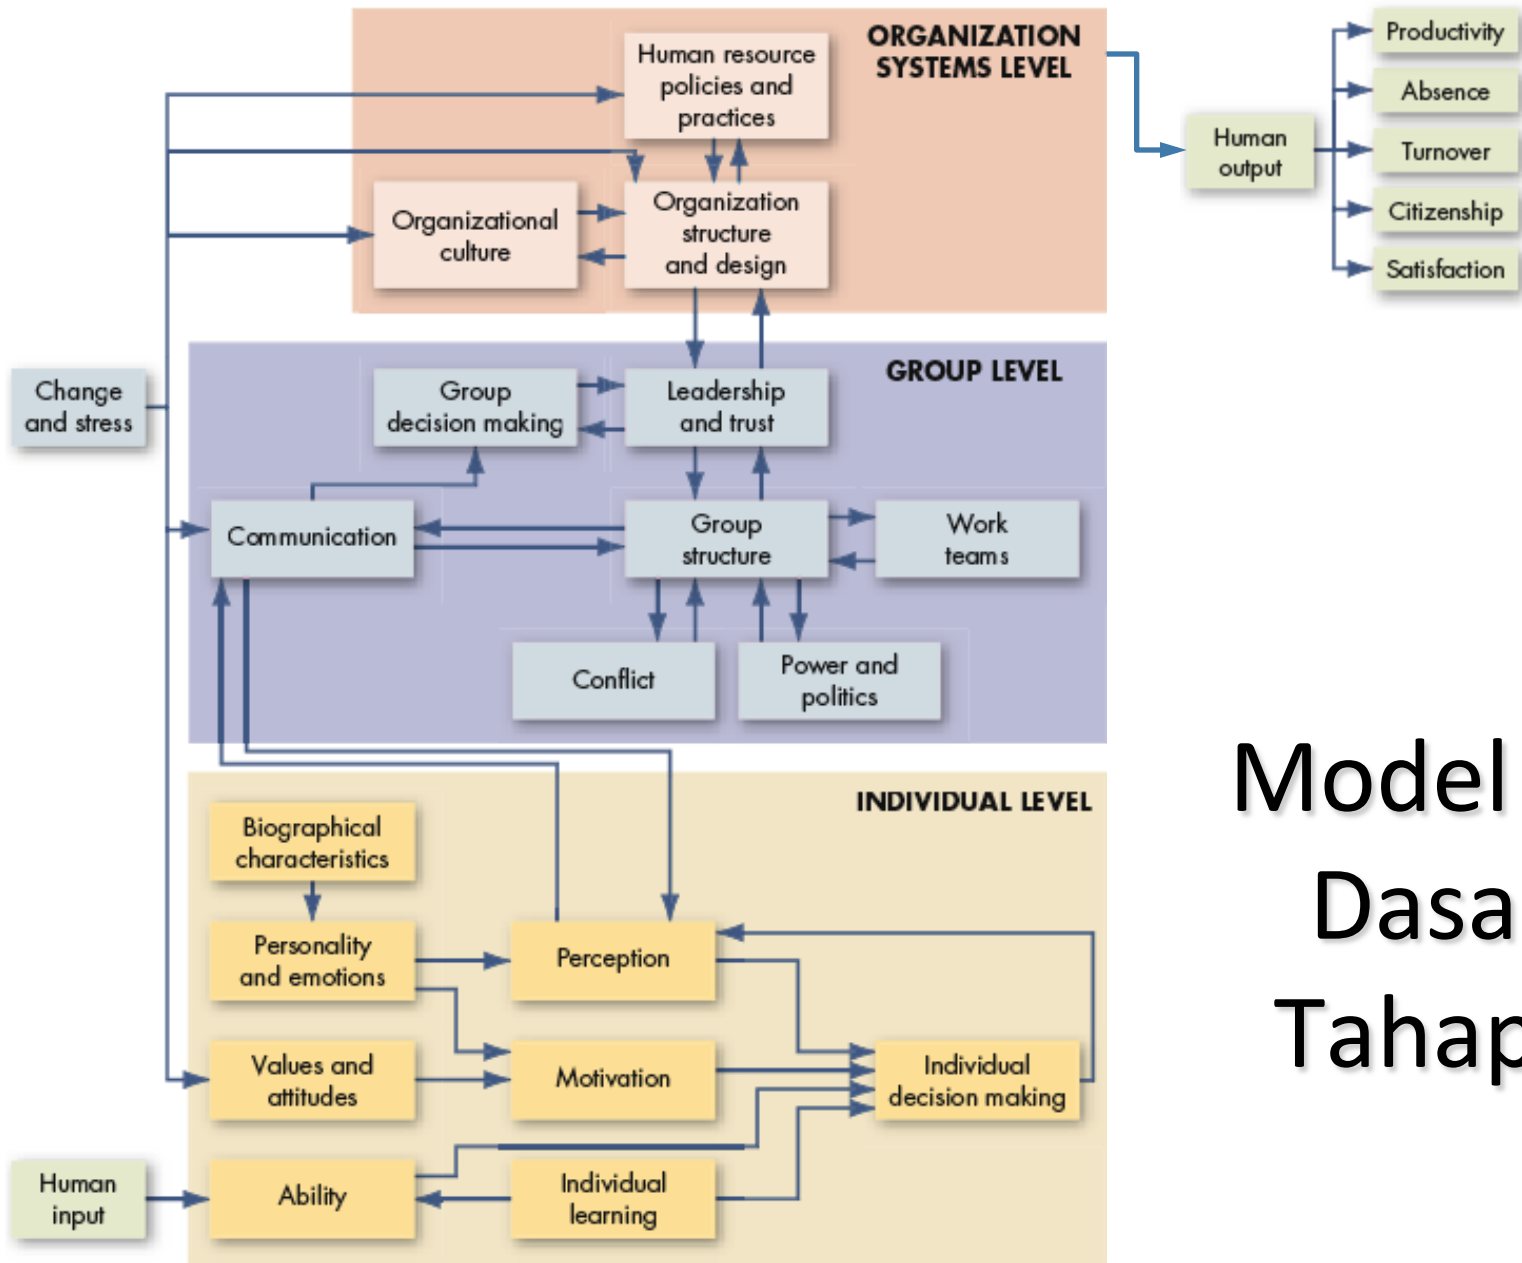 ORGANIZATION
SYSTEMS LEVEL
Human resource
policies and
practices
Organizational
culture
Organization
structure
and design
Human
output
Productivity
Absence
Turnover
Citizenship
Satisfaction
Change
and stress
GROUP LEVEL
Group
decision making
Leadership
and trust
Communication
Group
structure
Work
teams
Conflict
Power and
politics
INDIVIDUAL LEVEL
Biographical
characteristics
Personality
and emotions
Perception
Values and
attitudes
Motivation
Individual
decision making
Human
input
Ability
Individual
learning
Model
Dasa
Tahap